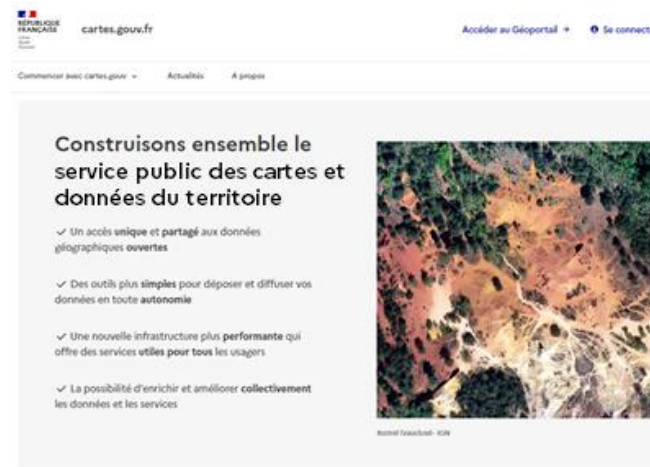 RÉPUBLIQUE
FRANÇAISE
cartes.gouv.fr
Accéder au Géoportail →
Se connect
Commencer avec cartes.gouv
Actualités
A propos
Construisons ensemble le
service public des cartes et
données du territoire
✓ Un accès unique et partagé aux données
géographiques ouvertes
✓ Des outils plus simples pour déposer et diffuser vos
données en toute autonomie
✓ Une nouvelle infrastructure plus performante qui
offre des services utiles pour tous les usagers
✓ La possibilité d'enrichir et améliorer collectivement
les données et les services
IGN